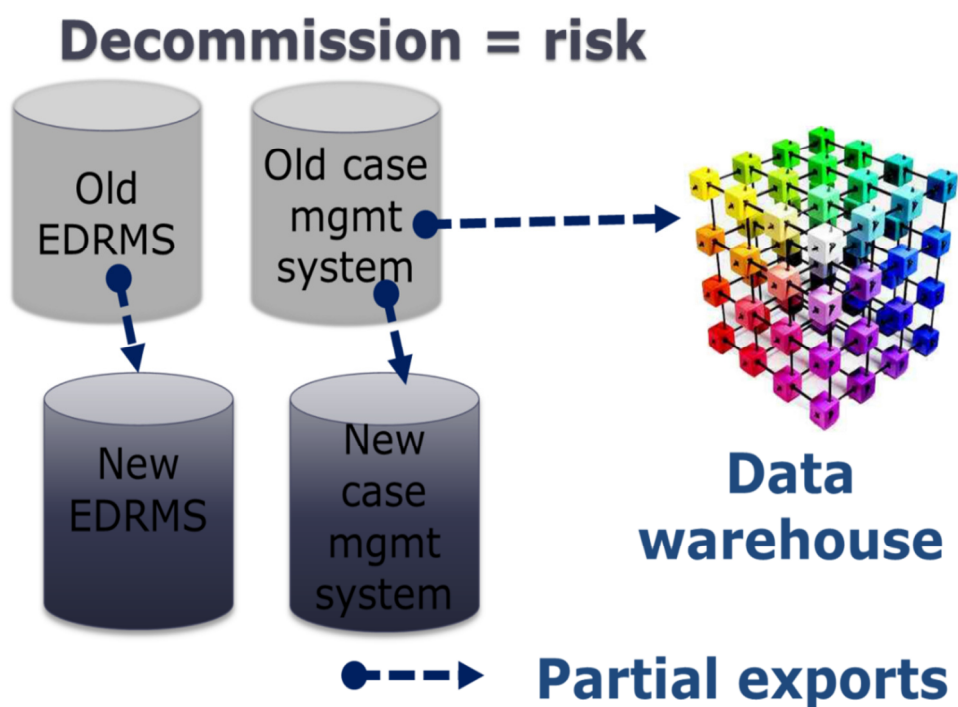 Decommission = risk
Old
EDRMS
Old case
mgmt
system
New
EDRMS
New
case
mgmt
system
Data
warehouse
Partial exports